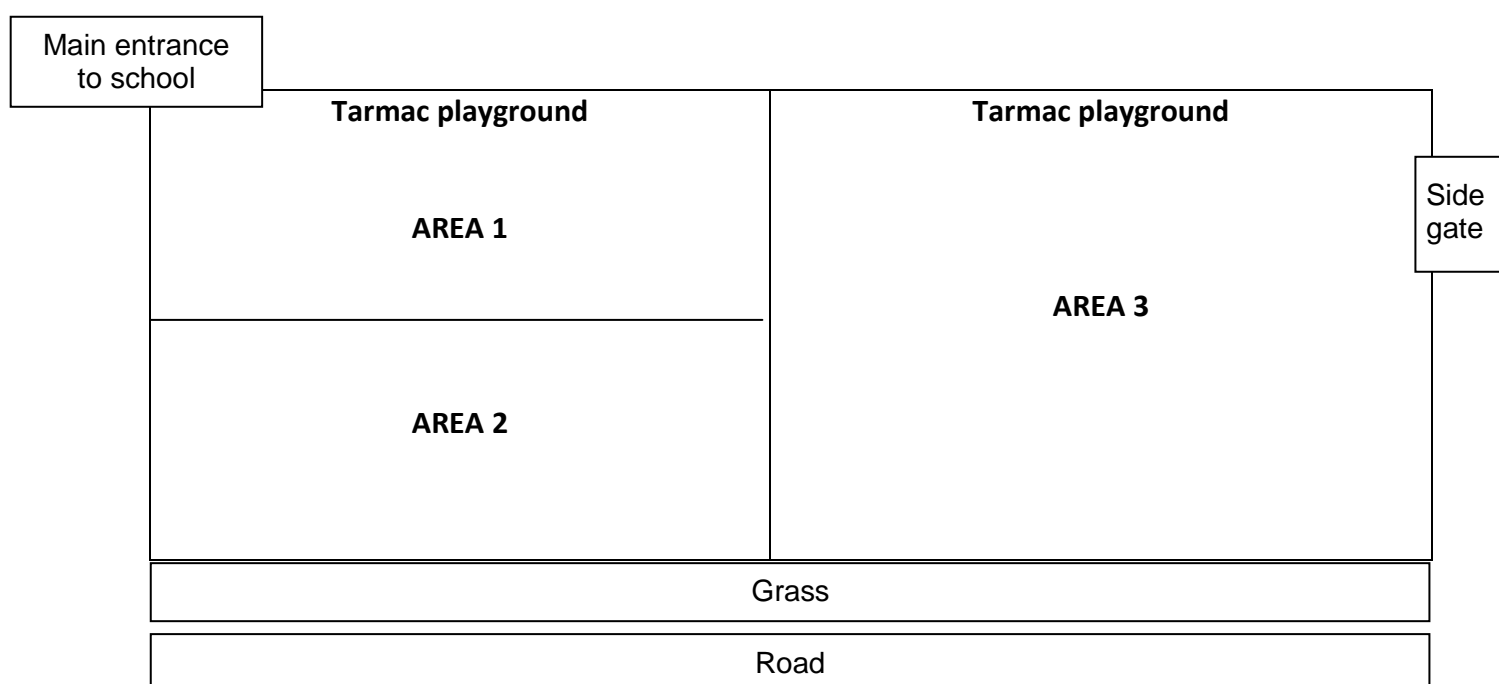 Main entrance
to school
Tarmac playground
Tarmac playground
Side
gate
AREA 1
AREA 3
AREA 2
Grass
Road